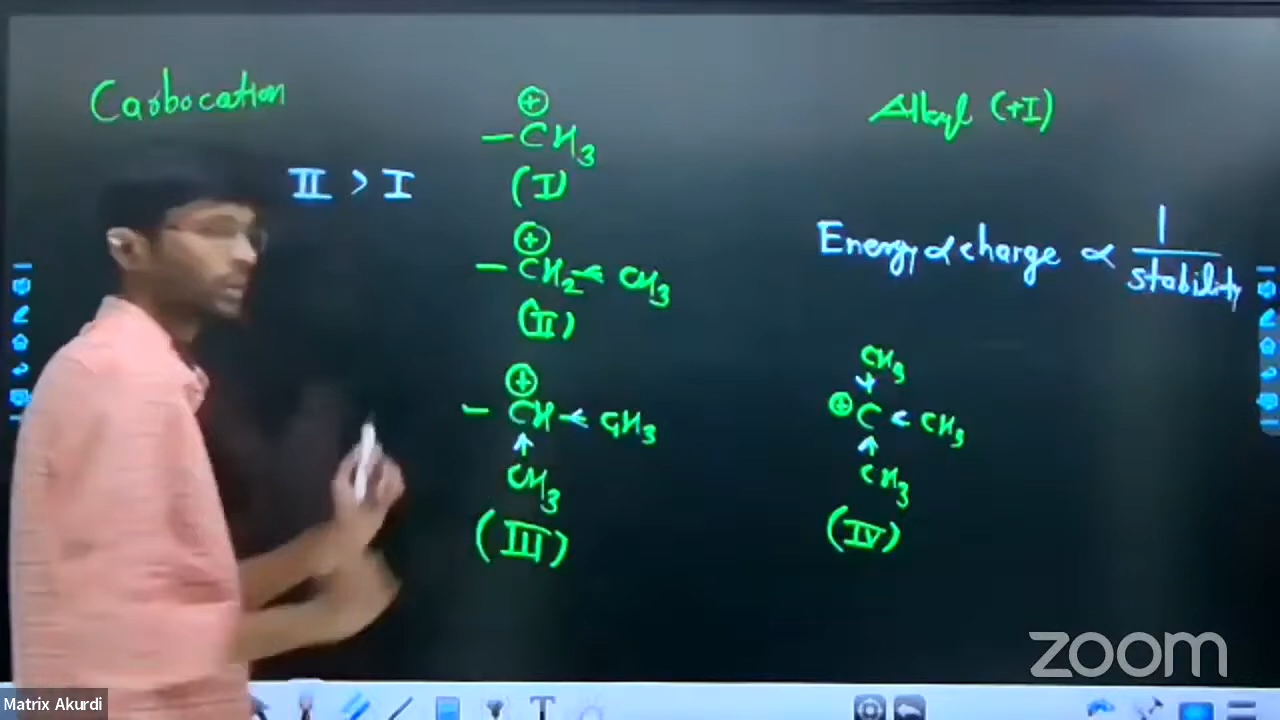 Carbocation
II > I
⊕
– CH3
(I)
⊕
– CH2 ← CH3
(II)
⊕
– CH ← CH3
↑
CH3
(III)
Alkyl (+I)
Energy ∝ charge ∝ 1/stability
CH3
↓
⊕ C ← CH3
↑
CH3
(IV)
zoom
Matrix Akurdi
T